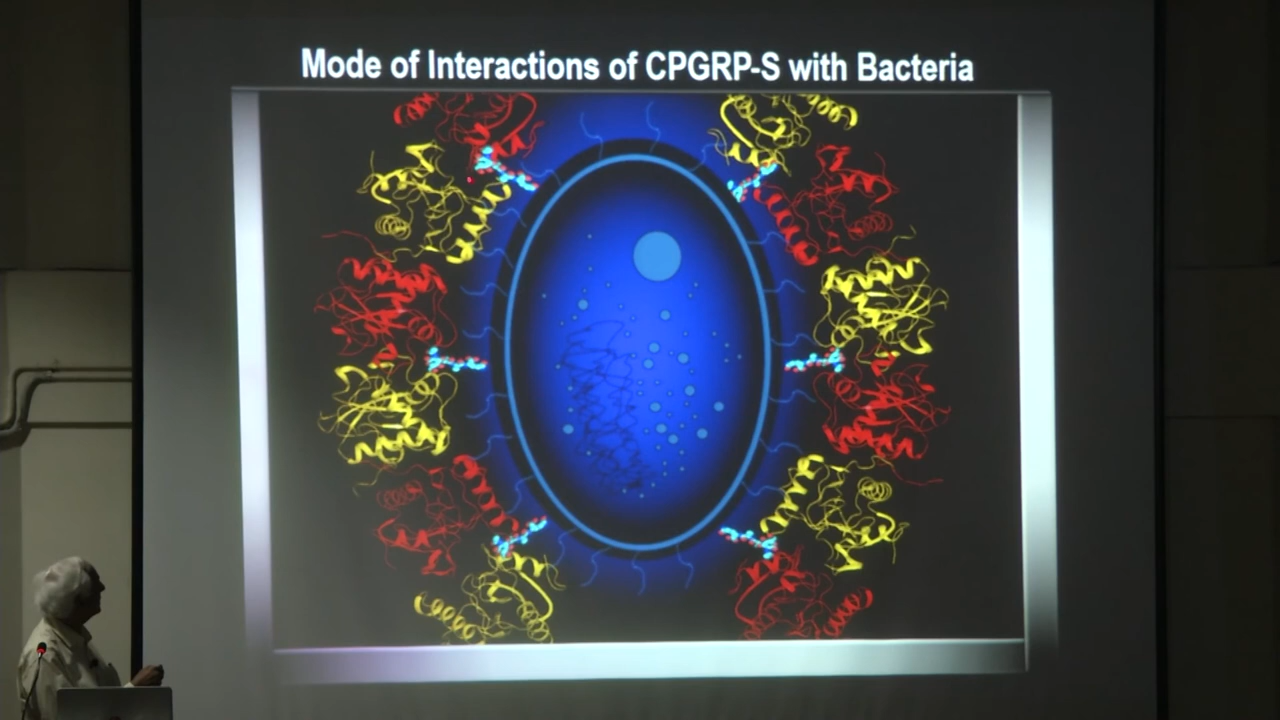 Mode of Interactions of CPGRP-S with Bacteria